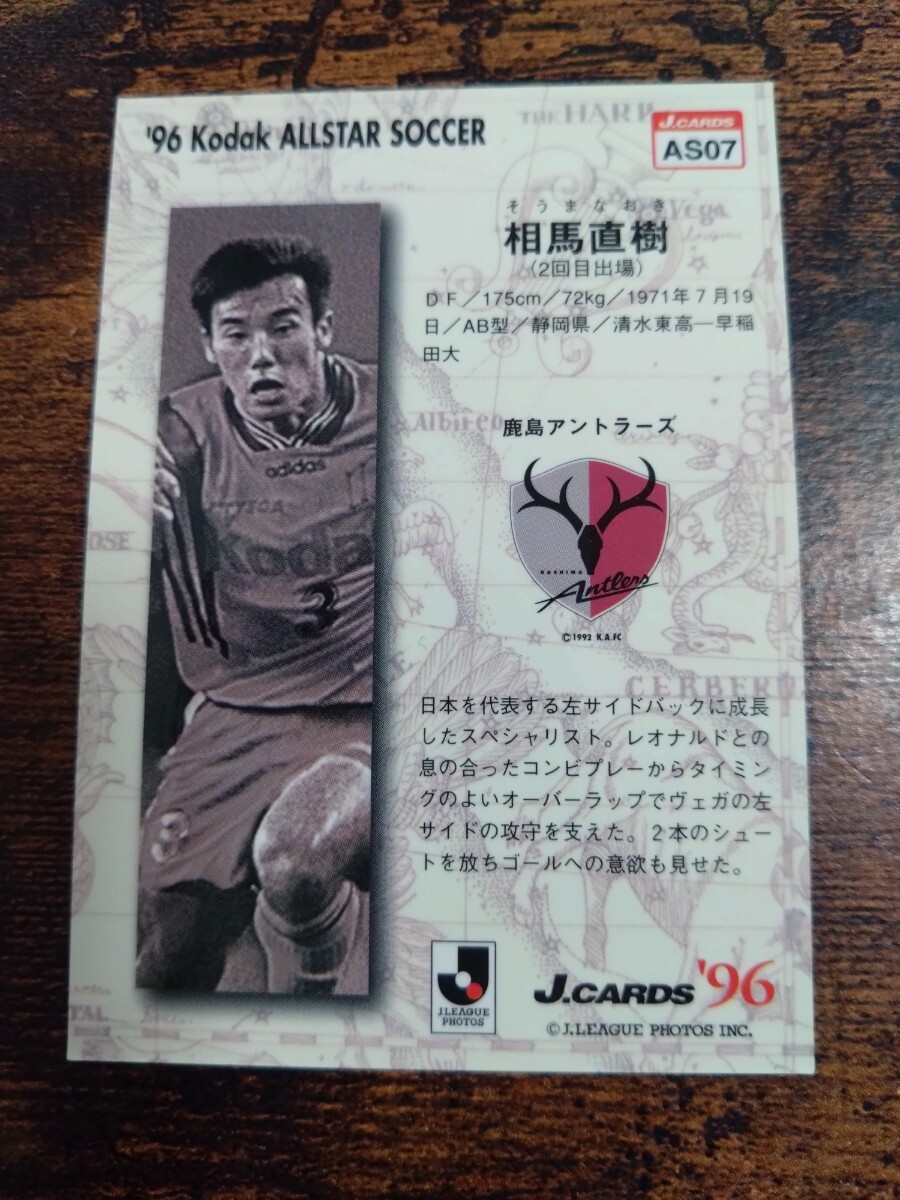 '96 Kodak ALLSTAR SOCCER
J.CARDS
AS07
THE HARP
Vega
そうまなおき
相馬直樹
(2回目出場)
DF/175cm/72kg/1971年7月19
日/AB型/静岡県/清水東高―早稲
田大
Albireo
鹿島アントラーズ
adidas
Kodak
3
KASHIMA
Antlers
©1992 K.A.FC
CERBER
日本を代表する左サイドバックに成長
したスペシャリスト。レオナルドとの
息の合ったコンビプレーからタイミン
グのよいオーバーラップでヴェガの左
サイドの攻守を支えた。2本のシュー
トを放ちゴールへの意欲も見せた。
3
J.LEAGUE
PHOTOS
J.CARDS '96
©J.LEAGUE PHOTOS INC.